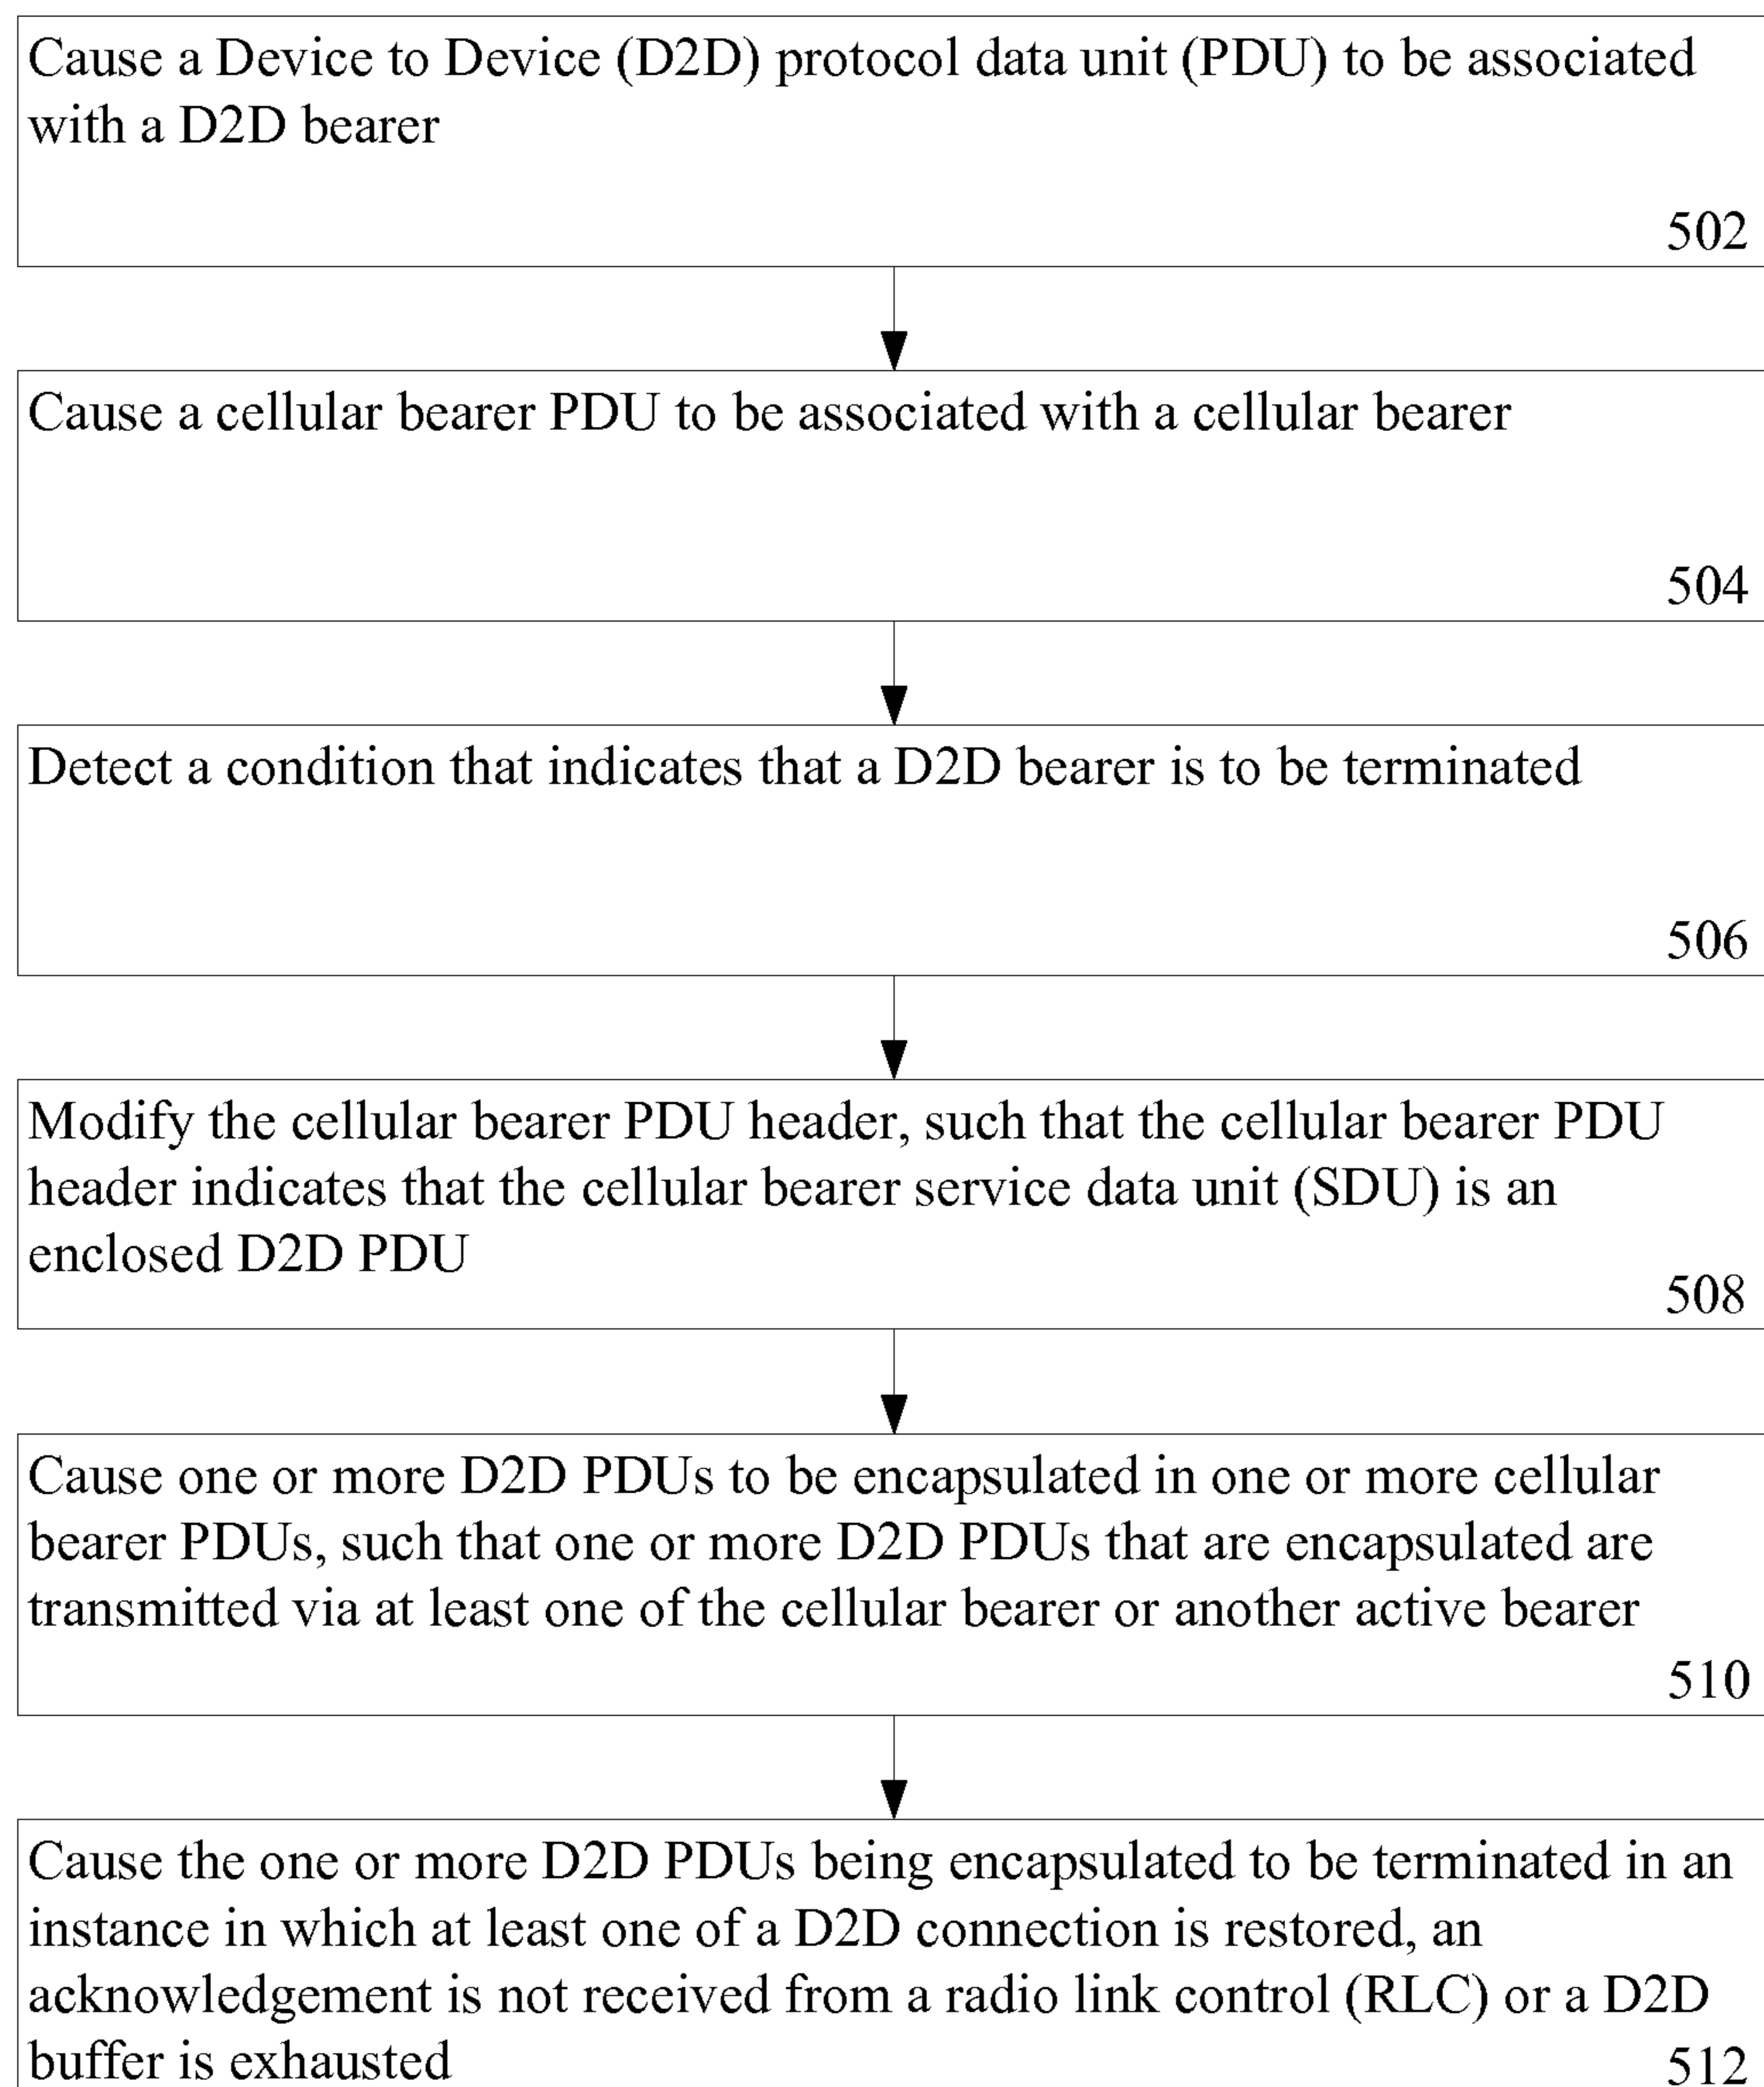 Cause a Device to Device (D2D) protocol data unit (PDU) to be associated
with a D2D bearer
502
Cause a cellular bearer PDU to be associated with a cellular bearer
504
Detect a condition that indicates that a D2D bearer is to be terminated
506
Modify the cellular bearer PDU header, such that the cellular bearer PDU
header indicates that the cellular bearer service data unit (SDU) is an
enclosed D2D PDU
508
Cause one or more D2D PDUs to be encapsulated in one or more cellular
bearer PDUs, such that one or more D2D PDUs that are encapsulated are
transmitted via at least one of the cellular bearer or another active bearer
510
Cause the one or more D2D PDUs being encapsulated to be terminated in an
instance in which at least one of a D2D connection is restored, an
acknowledgement is not received from a radio link control (RLC) or a D2D
buffer is exhausted
512